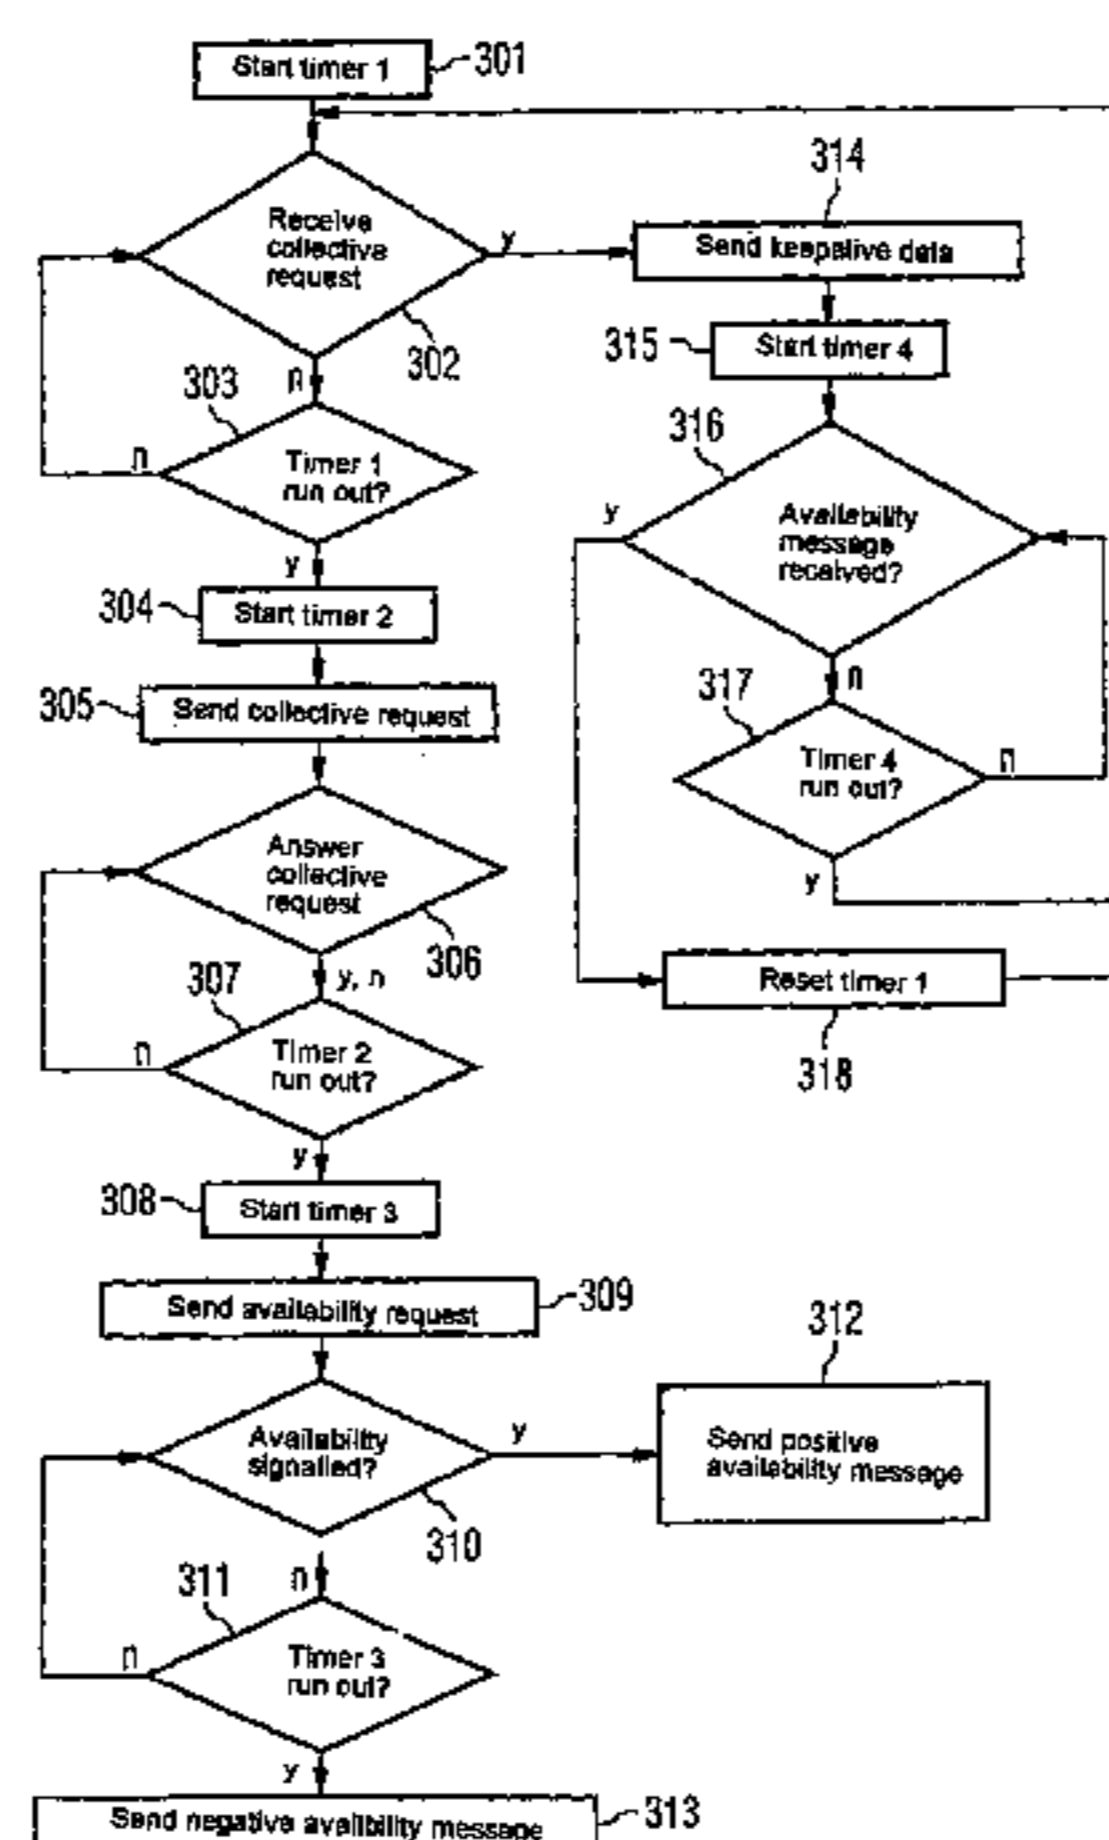 Start timer 1
301
314
Receive
collective
request
y
Send keepalive data
302
n
315
Start timer 4
303
316
n
Timer 1
run out?
y
Availability
message
received?
y
304
Start timer 2
n
317
305
Send collective request
Timer 4
run out?
n
Answer
collective
request
y
306
307
y, n
Reset timer 1
n
Timer 2
run out?
318
y
308
Start timer 3
Send availability request
309
312
Availability
signalled?
y
Send positive
availability message
310
311
n
n
Timer 3
run out?
y
Send negative availibility message
313